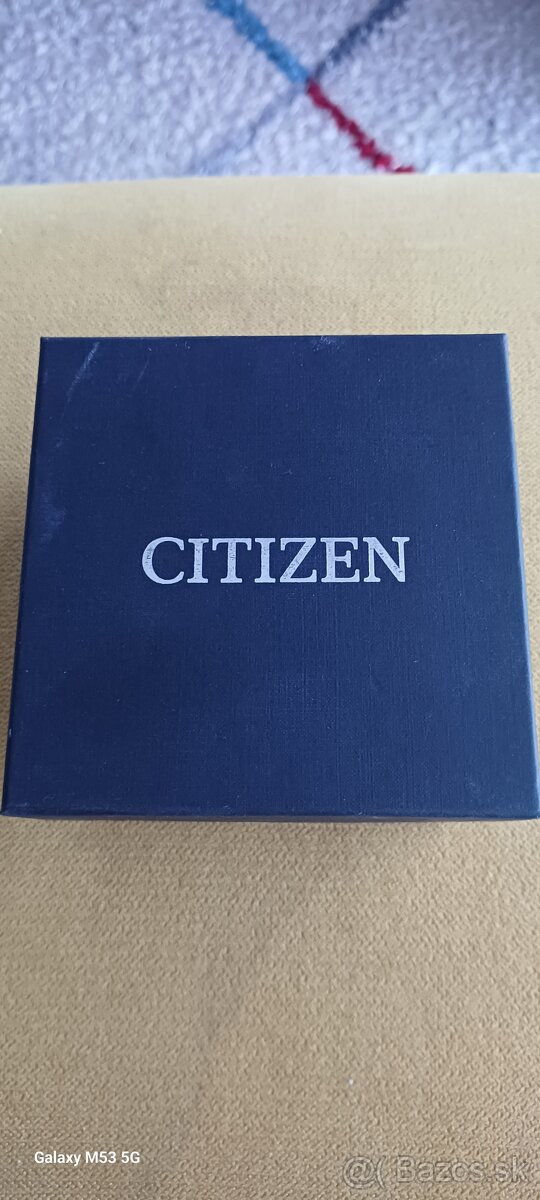 CITIZEN
Galaxy M53 5G
@( Bazos.sk